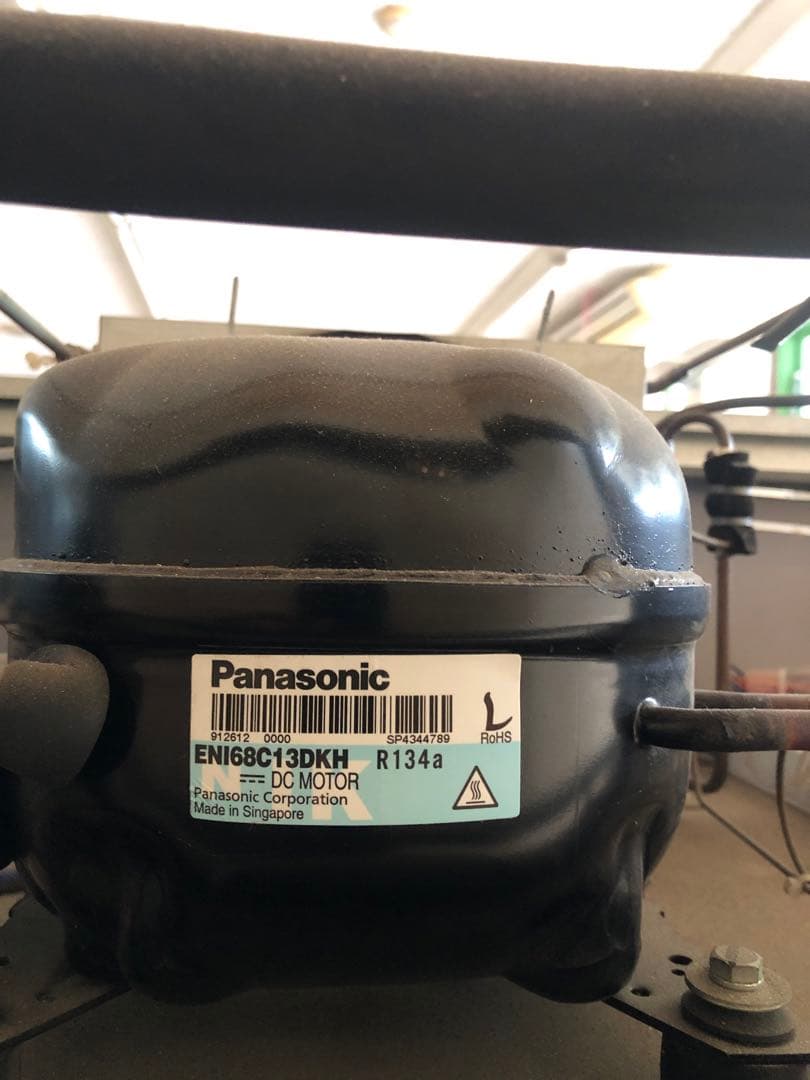 Panasonic
912612 0000 SP4344789
RoHS
ENI68C13DKH R134a
DC MOTOR
Panasonic Corporation
Made in Singapore